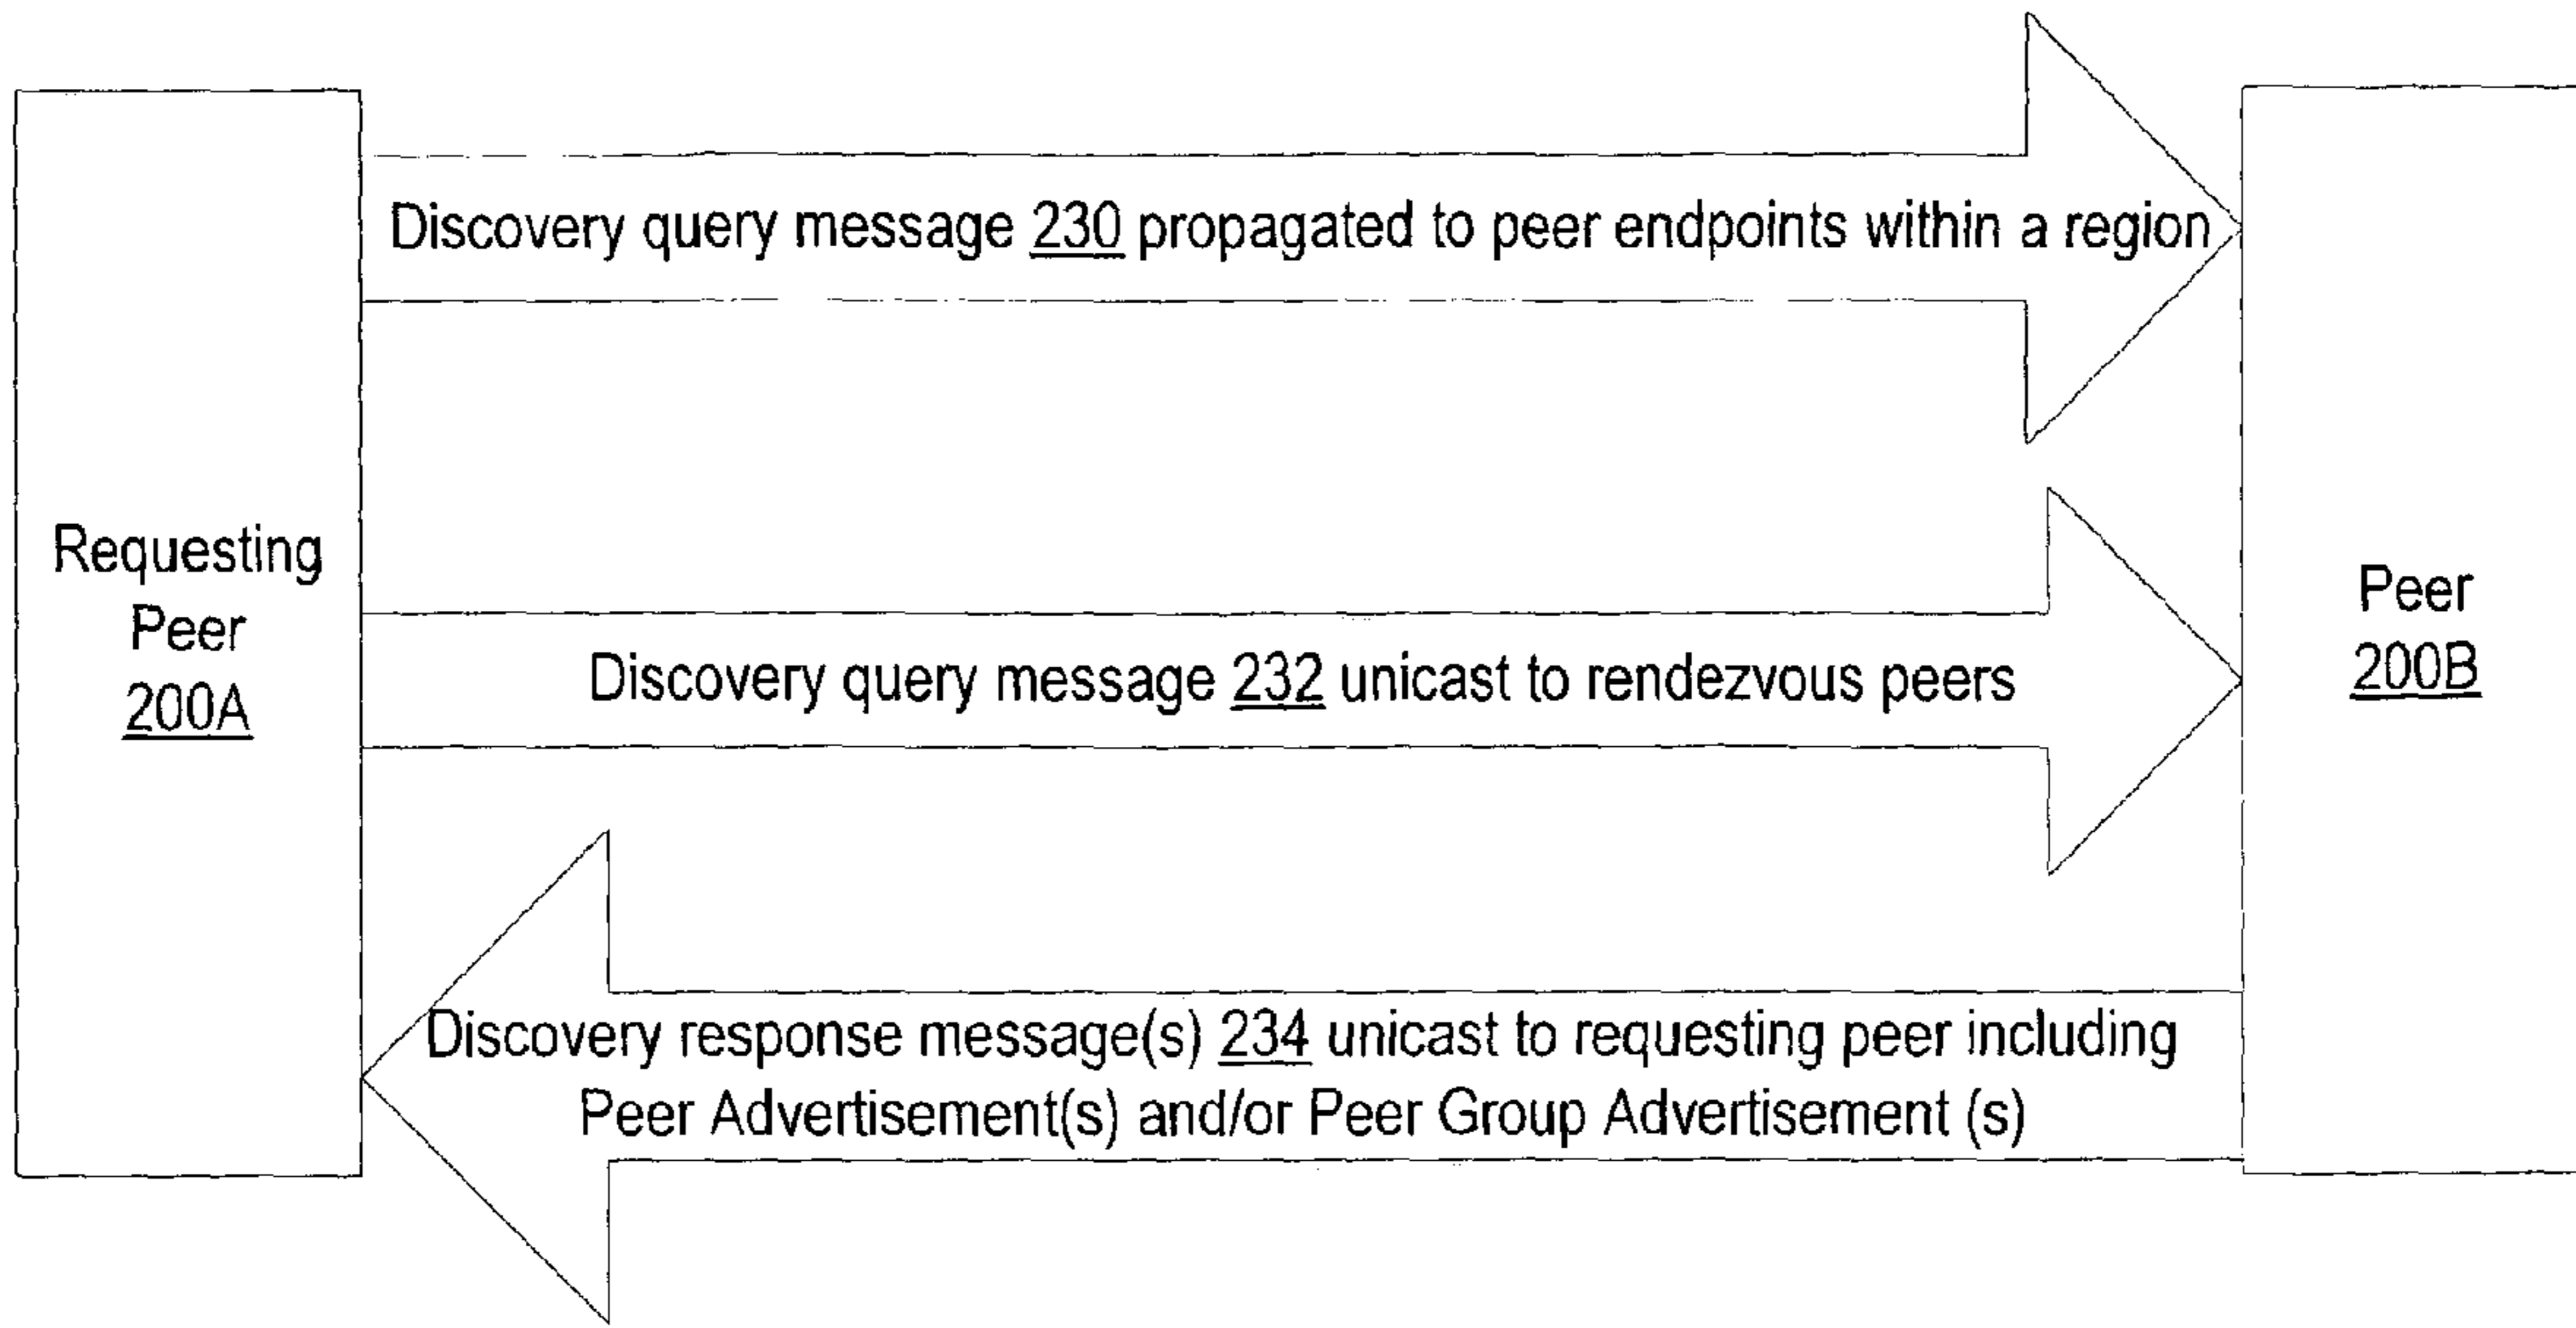 Discovery query message 230 propagated to peer endpoints within a region
Requesting
Peer
200A
Discovery query message 232 unicast to rendezvous peers
Peer
200B
Discovery response message(s) 234 unicast to requesting peer including
Peer Advertisement(s) and/or Peer Group Advertisement (s)